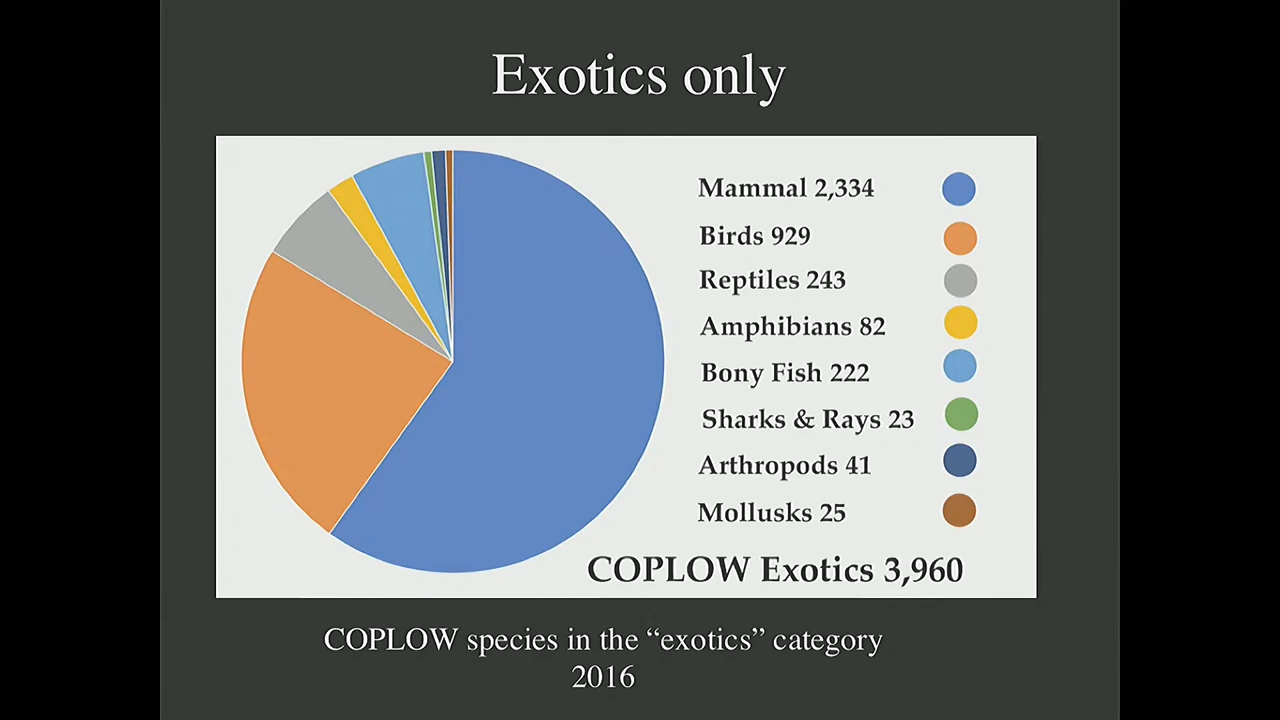 Exotics only
Mammal 2,334
Birds 929
Reptiles 243
Amphibians 82
Bony Fish 222
Sharks & Rays 23
Arthropods 41
Mollusks 25
COPLOW Exotics 3,960
COPLOW species in the “exotics” category
2016